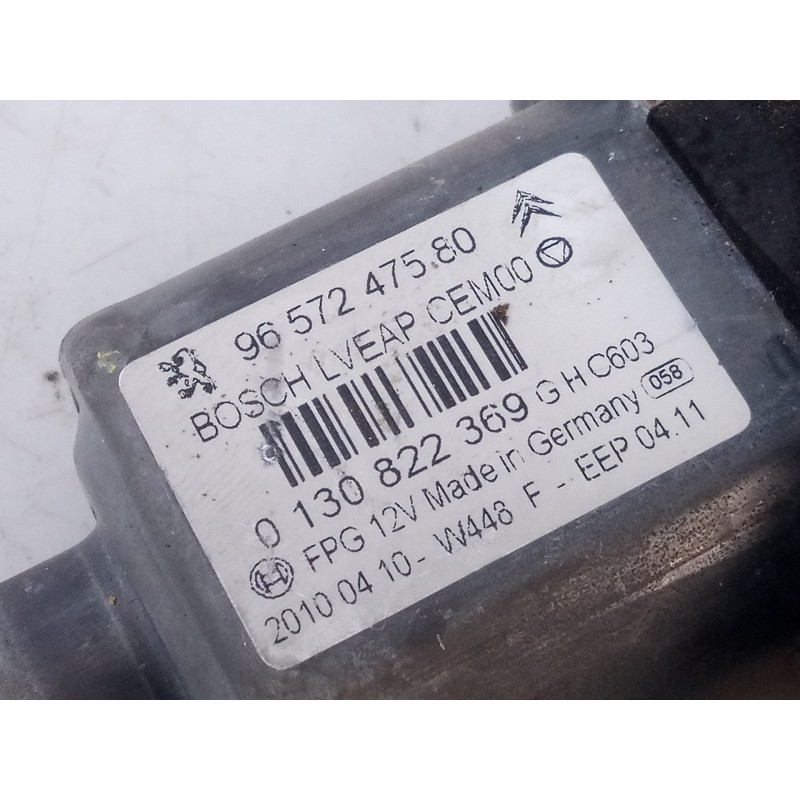 96 572 475 80
BOSCH LVEAP CEM00
0 130 822 369 G H C603
FPG 12V Made in Germany 058
2010 04 10 - W448 F - EEP 04.11